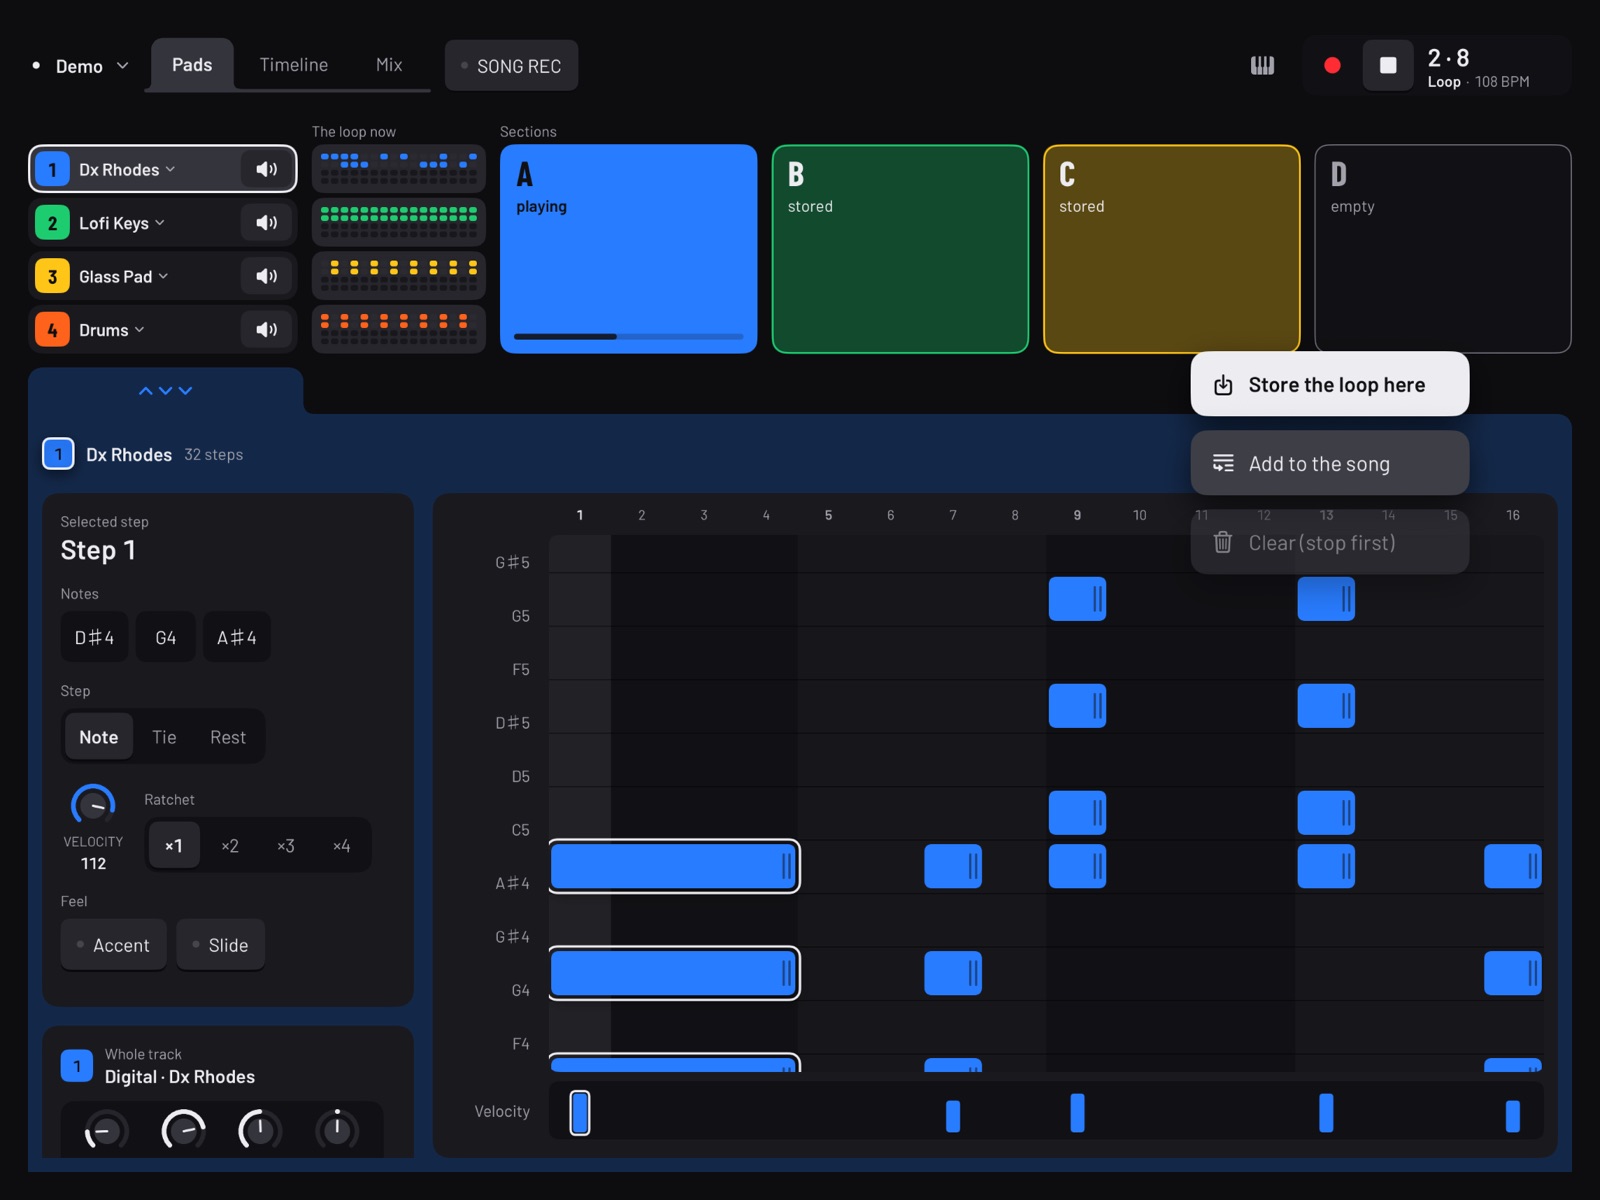 Demo
Pads
Timeline
Mix
SONG REC
2 · 8
Loop · 108 BPM
The loop now
Sections
1 Dx Rhodes
2 Lofi Keys
3 Glass Pad
4 Drums
A
playing
B
stored
C
stored
D
empty
Store the loop here
Add to the song
Clear (stop first)
1 Dx Rhodes 32 steps
Selected step
Step 1
Notes
D♯4 G4 A♯4
Step
Note Tie Rest
VELOCITY
112
Ratchet
×1 ×2 ×3 ×4
Feel
Accent Slide
1
Whole track
Digital · Dx Rhodes
1 2 3 4 5 6 7 8 9 10 11 12 13 14 15 16
G♯5
G5
F5
D♯5
D5
C5
A♯4
G♯4
G4
F4
Velocity